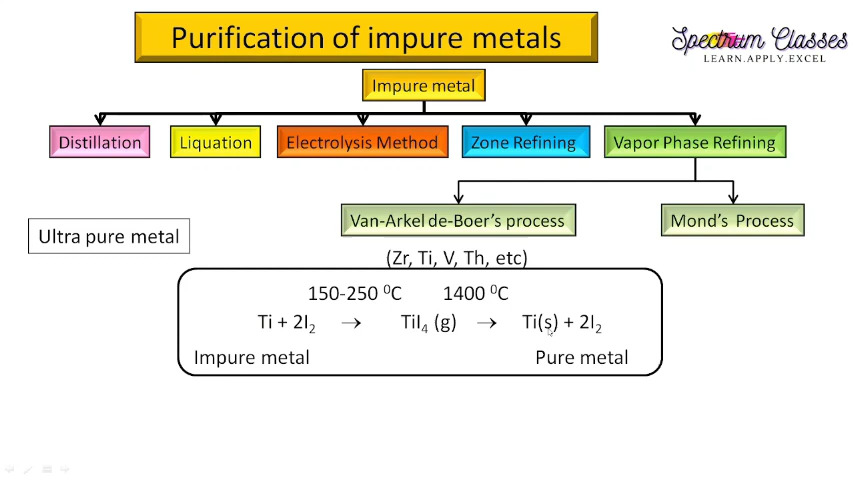 Purification of impure metals
Spectrum Classes
LEARN.APPLY.EXCEL
Impure metal
Distillation
Liquation
Electrolysis Method
Zone Refining
Vapor Phase Refining
Van-Arkel de-Boer's process
Mond's Process
Ultra pure metal
(Zr, Ti, V, Th, etc)
150-250 ⁰C 1400 ⁰C
Ti + 2I₂ → TiI₄ (g) → Ti(s) + 2I₂
Impure metal Pure metal